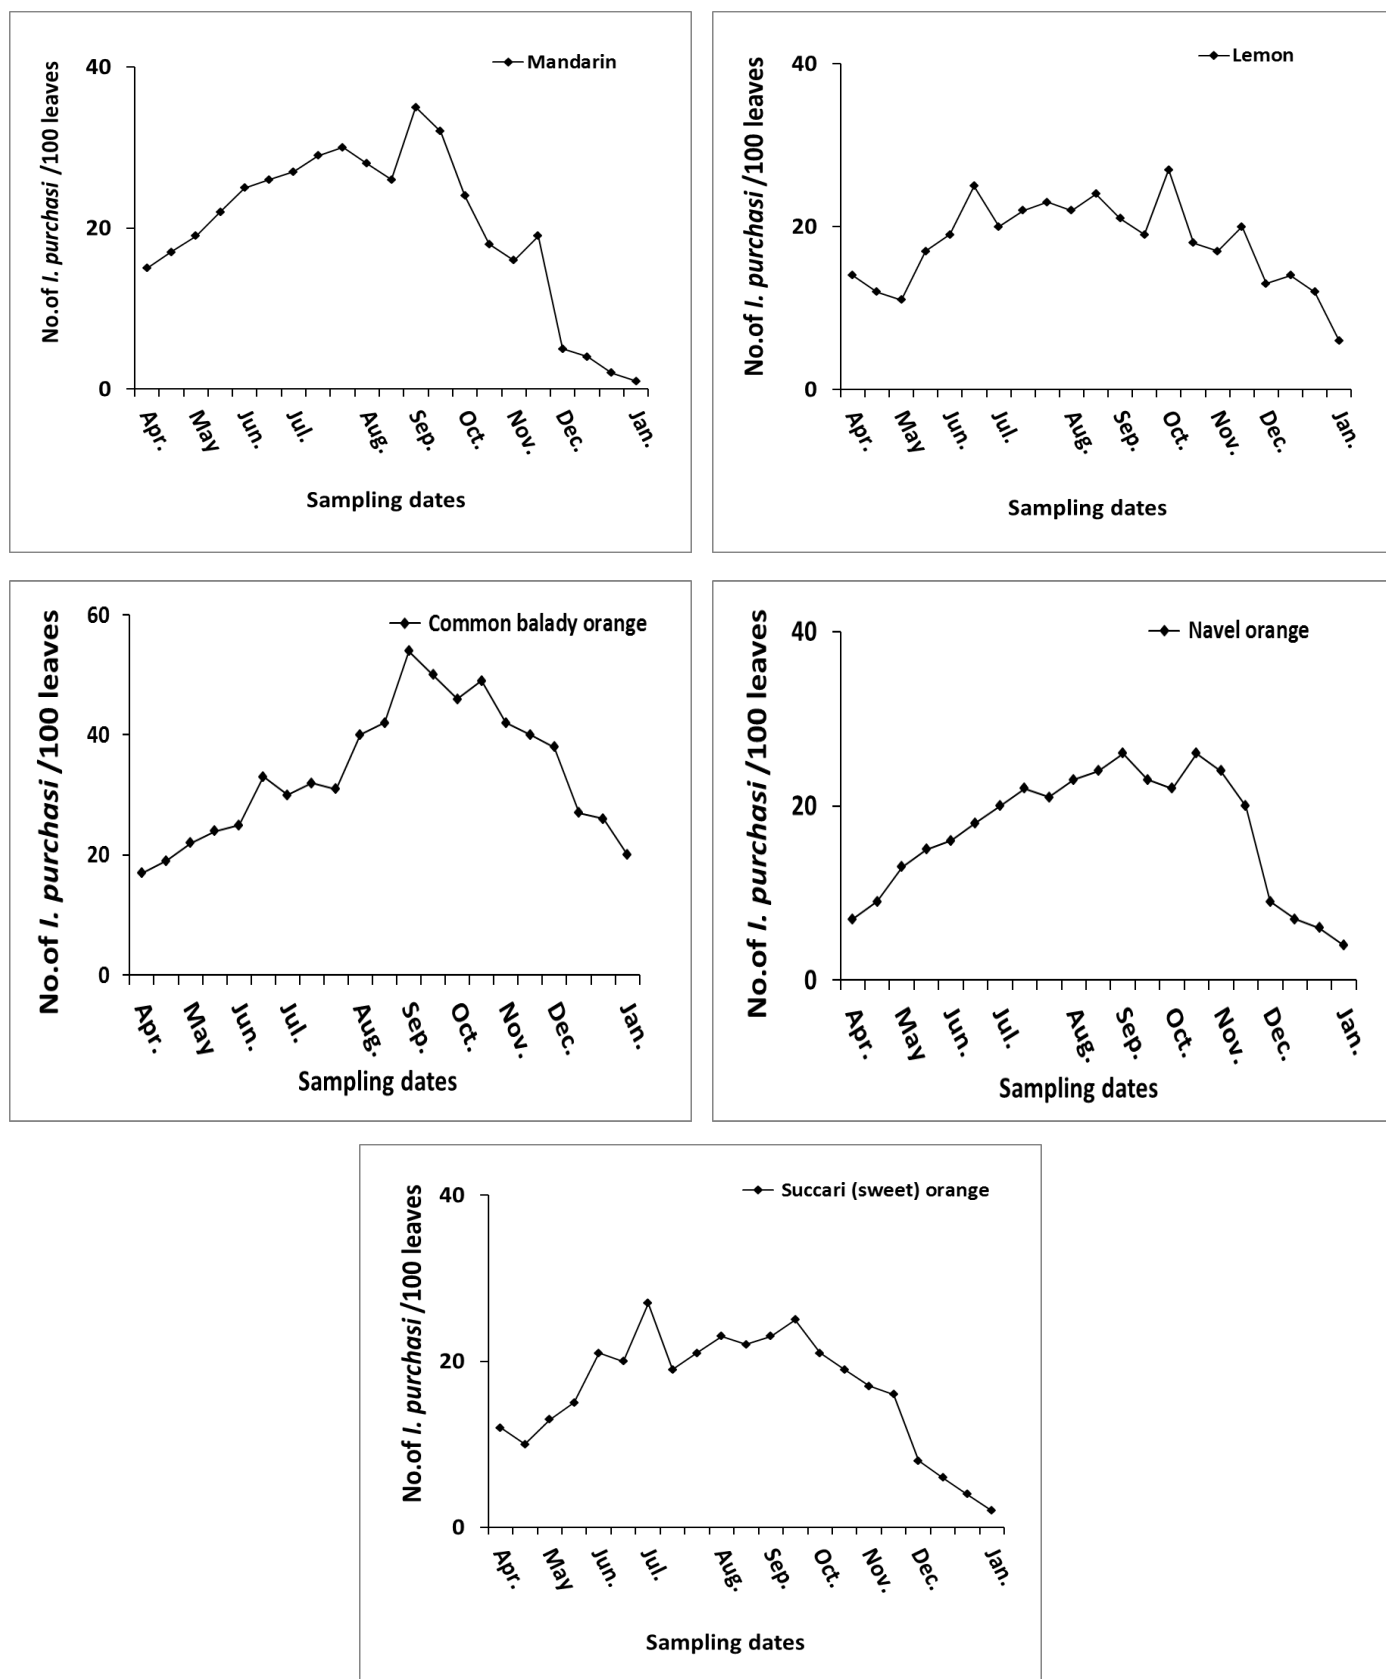 Mandarin
No.of I. purchasi /100 leaves
40
20
0
Apr. May Jun. Jul. Aug. Sep. Oct. Nov. Dec. Jan.
Sampling dates
Lemon
No.of I. purchasi /100 leaves
40
20
0
Apr. May Jun. Jul. Aug. Sep. Oct. Nov. Dec. Jan.
Sampling dates
Common balady orange
No.of I. purchasi /100 leaves
60
40
20
0
Apr. May Jun. Jul. Aug. Sep. Oct. Nov. Dec. Jan.
Sampling dates
Navel orange
No.of I. purchasi /100 leaves
40
20
0
Apr. May Jun. Jul. Aug. Sep. Oct. Nov. Dec. Jan.
Sampling dates
Succari (sweet) orange
No.of I. purchasi /100 leaves
40
20
0
Apr. May Jun. Jul. Aug. Sep. Oct. Nov. Dec. Jan.
Sampling dates